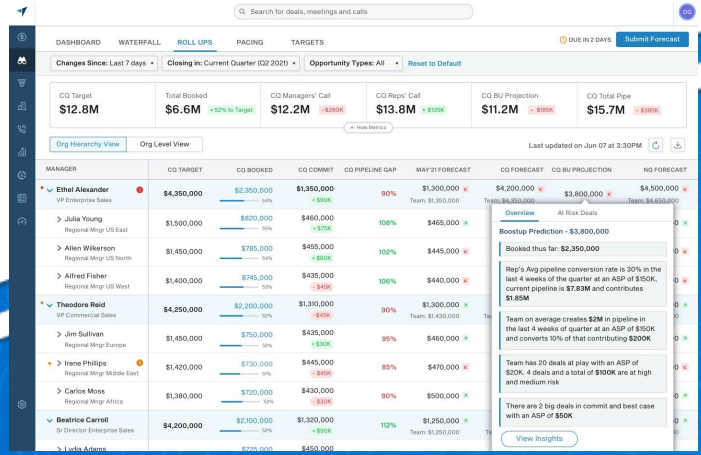 Search for deals, meetings and calls
DG
DASHBOARD WATERFALL ROLL UPS PACING TARGETS
DUE IN 2 DAYS Submit Forecast
Changes Since: Last 7 days Closing in: Current Quarter (Q2 2021) Opportunity Types: All Reset to Default
CQ Target Total Booked CQ Managers' Call CQ Reps' Call CQ BU Projection CQ Total Pipe
$12.8M $6.6M +52% to Target $12.2M -$280K $13.8M + $105K $11.2M - $185K $15.7M - $385K
Hide Metrics
Org Hierarchy View Org Level View Last updated on Jun 07 at 3:30PM
MANAGER CQ TARGET CQ BOOKED CQ COMMIT CQ PIPELINE GAP MAY'21 FORECAST CQ FORECAST CQ BU PROJECTION NQ FORECAST
Ethel Alexander $4,350,000 $2,350,000 $1,350,000 90% $1,300,000 $4,200,000 $3,800,000 $4,500,000
VP Enterprise Sales 54% + $90K Team: $1,350,000 Team: $4,350,000 Team: $4,650,000
Julia Young $1,500,000 $820,000 $460,000 108% $465,000
Regional Mngr US East + $75K
Allen Wilkerson $1,450,000 $785,000 $455,000 102% $445,000
Regional Mngr US North 54% + $60K
Alfred Fisher $1,400,000 $745,000 $435,000 106% $440,000
Regional Mngr US West 53% - $45K
Theodore Reid $4,250,000 $2,200,000 $1,310,000 90% $1,300,000
VP Commercial Sales 52% -$45K Team: $1,430,000
Jim Sullivan $1,450,000 $750,000 $435,000 95% $460,000
Regional Mngr Europe 52% + $30K
Irene Phillips $1,420,000 $730,000 $445,000 85% $470,000
Regional Mngr Middle East 51% - $45K
Carlos Moss $1,380,000 $720,000 $430,000 90% $500,000
Regional Mngr Africa 52% - $30K
Beatrice Carroll $4,200,000 $2,100,000 $1,320,000 112% $1,250,000
Sr Director Enterprise Sales 50% + $90K Team: $1,250,000
Lydia Adams $725,000 $450,000
Overview At Risk Deals
Boostup Prediction - $3,800,000
Booked thus far: $2,350,000
Rep's Avg pipeline conversion rate is 30% in the
last 4 weeks of the quarter at an ASP of $150K,
current pipeline is $7.83M and contributes
$1.85M
Team on average creates $2M in pipeline in
the last 4 weeks of quarter at an ASP of $150K
and converts 10% of that contributing $200K
Team has 20 deals at play with an ASP of
$20K. 4 deals and a total of $100K are at high
and medium risk
There are 2 big deals in commit and best case
with an ASP of $50K
View Insights